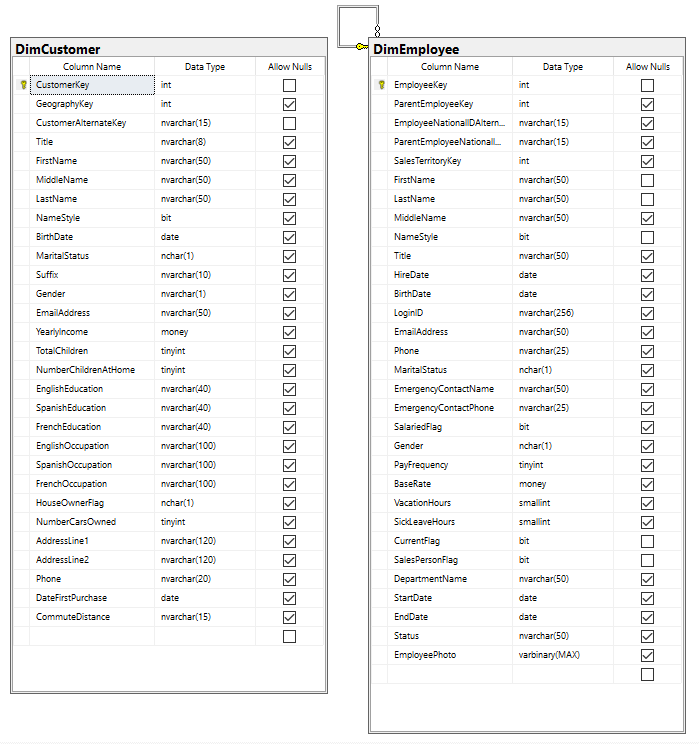 DimCustomer
Column Name Data Type Allow Nulls
CustomerKey int
GeographyKey int
CustomerAlternateKey nvarchar(15)
Title nvarchar(8)
FirstName nvarchar(50)
MiddleName nvarchar(50)
LastName nvarchar(50)
NameStyle bit
BirthDate date
MaritalStatus nchar(1)
Suffix nvarchar(10)
Gender nvarchar(1)
EmailAddress nvarchar(50)
YearlyIncome money
TotalChildren tinyint
NumberChildrenAtHome tinyint
EnglishEducation nvarchar(40)
SpanishEducation nvarchar(40)
FrenchEducation nvarchar(40)
EnglishOccupation nvarchar(100)
SpanishOccupation nvarchar(100)
FrenchOccupation nvarchar(100)
HouseOwnerFlag nchar(1)
NumberCarsOwned tinyint
AddressLine1 nvarchar(120)
AddressLine2 nvarchar(120)
Phone nvarchar(20)
DateFirstPurchase date
CommuteDistance nvarchar(15)
DimEmployee
Column Name Data Type Allow Nulls
EmployeeKey int
ParentEmployeeKey int
EmployeeNationalIDAltern... nvarchar(15)
ParentEmployeeNationalI... nvarchar(15)
SalesTerritoryKey int
FirstName nvarchar(50)
LastName nvarchar(50)
MiddleName nvarchar(50)
NameStyle bit
Title nvarchar(50)
HireDate date
BirthDate date
LoginID nvarchar(256)
EmailAddress nvarchar(50)
Phone nvarchar(25)
MaritalStatus nchar(1)
EmergencyContactName nvarchar(50)
EmergencyContactPhone nvarchar(25)
SalariedFlag bit
Gender nchar(1)
PayFrequency tinyint
BaseRate money
VacationHours smallint
SickLeaveHours smallint
CurrentFlag bit
SalesPersonFlag bit
DepartmentName nvarchar(50)
StartDate date
EndDate date
Status nvarchar(50)
EmployeePhoto varbinary(MAX)